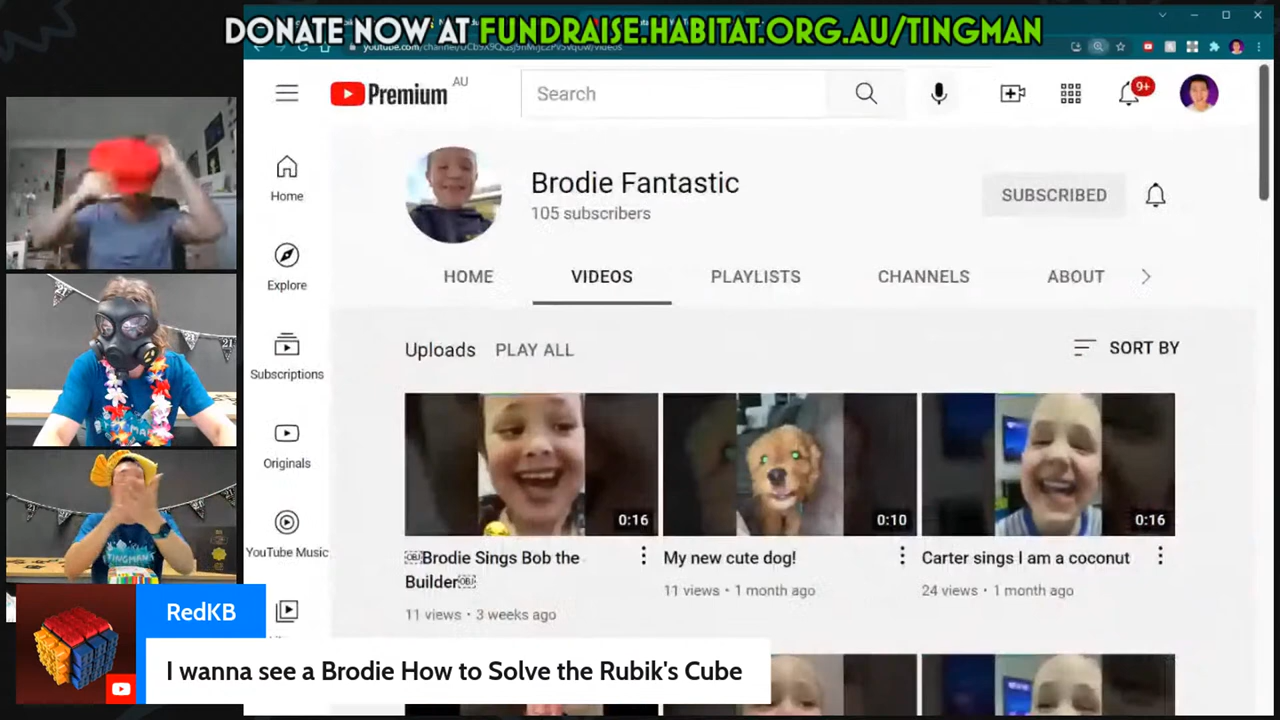 DONATE NOW AT FUNDRAISE.HABITAT.ORG.AU/TINGMAN
Premium AU
Search
9+
Home
Explore
Subscriptions
Originals
YouTube Music
Brodie Fantastic
105 subscribers
SUBSCRIBED
HOME VIDEOS PLAYLISTS CHANNELS ABOUT
Uploads PLAY ALL
SORT BY
0:16
Brodie Sings Bob the
Builder
11 views • 3 weeks ago
0:10
My new cute dog!
11 views • 1 month ago
0:16
Carter sings I am a coconut
24 views • 1 month ago
21
21
TINGMAN
RedKB
I wanna see a Brodie How to Solve the Rubik's Cube